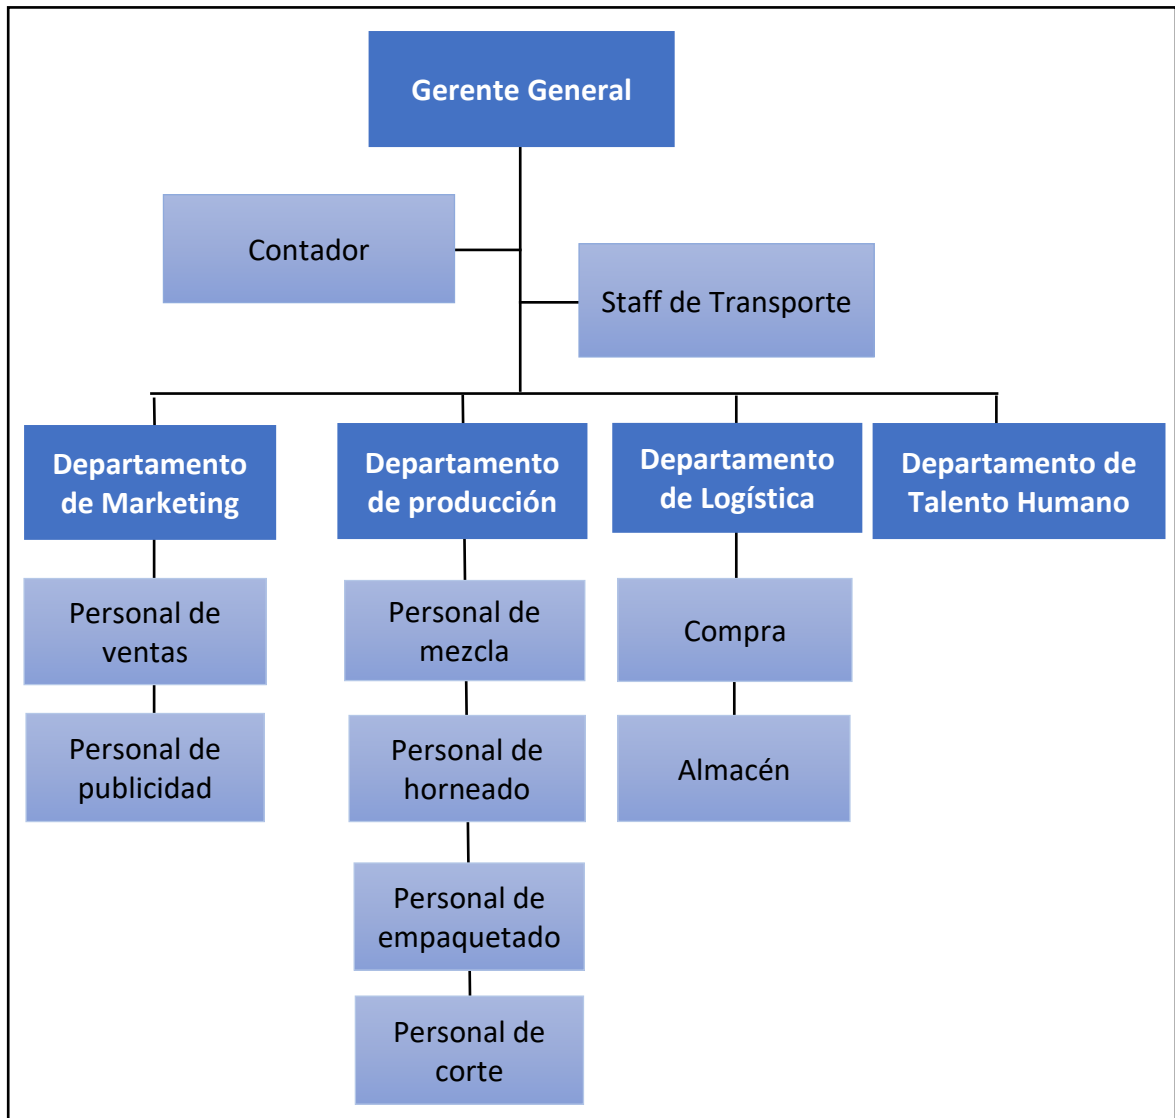 Gerente General
Contador
Staff de Transporte
Departamento
de Marketing
Departamento
de producción
Departamento
de Logística
Departamento de
Talento Humano
Personal de
ventas
Personal de
mezcla
Compra
Personal de
publicidad
Personal de
horneado
Almacén
Personal de
empaquetado
Personal de
corte